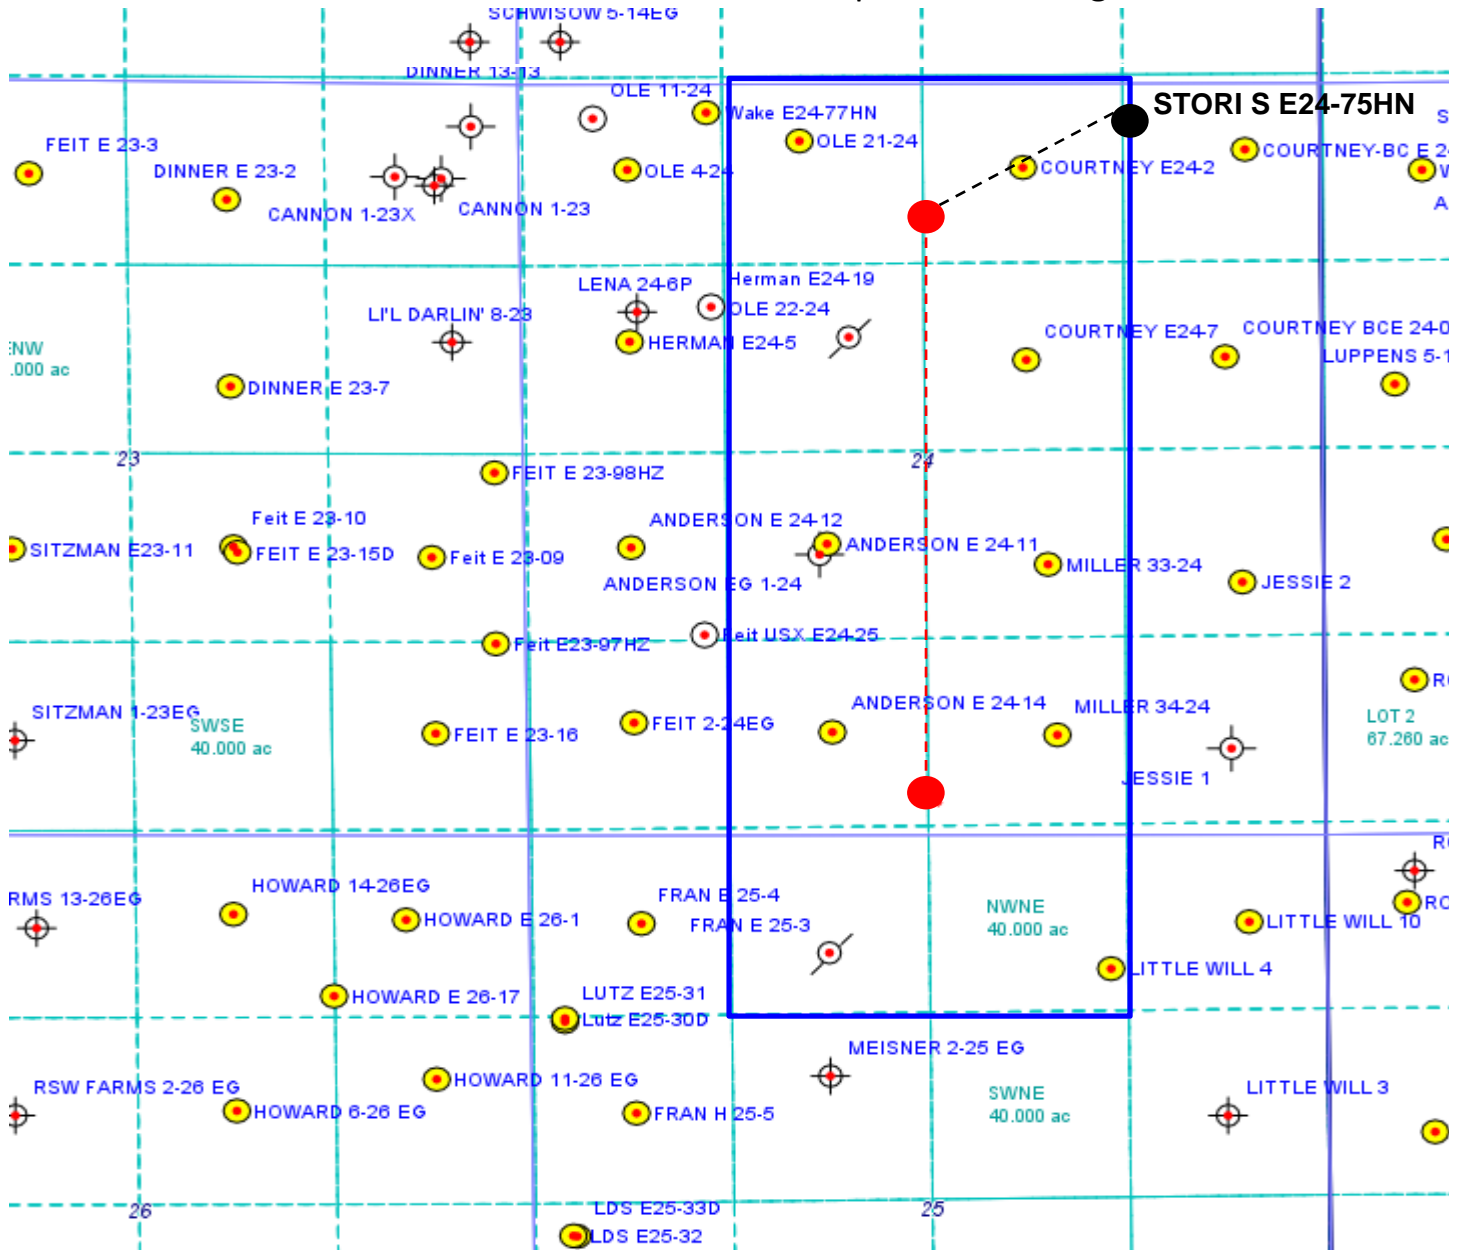 SCHWISOW 5-14EG
DINNER 13-13
OLE 11-24
Wake E24-77HN
STORI S E24-75HN
FEIT E 23-3
DINNER E 23-2
OLE 4-24
OLE 21-24
COURTNEY E24-2
COURTNEY-BC E 24-
CANNON 1-23X
CANNON 1-23
LENA 24-6P
Herman E24-19
OLE 22-24
LI'L DARLIN' 8-23
HERMAN E24-5
COURTNEY E24-7
COURTNEY BCE 24-0
LUPPENS 5-1
ENW
.000 ac
DINNER E 23-7
23
24
FEIT E 23-98HZ
Feit E 23-10
ANDERSON E 24-12
SITZMAN E23-11
FEIT E 23-15D
Feit E 23-09
ANDERSON E 24-11
MILLER 33-24
JESSIE 2
ANDERSON EG 1-24
Feit E23-97HZ
Feit USX E24-25
SITZMAN 1-23EG
SWSE
40.000 ac
FEIT E 23-16
FEIT 2-24EG
ANDERSON E 24-14
MILLER 34-24
LOT 2
67.260 ac
JESSIE 1
RMS 13-26EG
HOWARD 14-26EG
HOWARD E 26-1
FRAN E 25-4
FRAN E 25-3
NWNE
40.000 ac
LITTLE WILL 10
RO
LITTLE WILL 4
HOWARD E 26-17
LUTZ E25-31
Lutz E25-30D
MEISNER 2-25 EG
RSW FARMS 2-26 EG
HOWARD 11-26 EG
HOWARD 6-26 EG
FRAN H 25-5
SWNE
40.000 ac
LITTLE WILL 3
26
25
LDS E25-33D
LDS E25-32